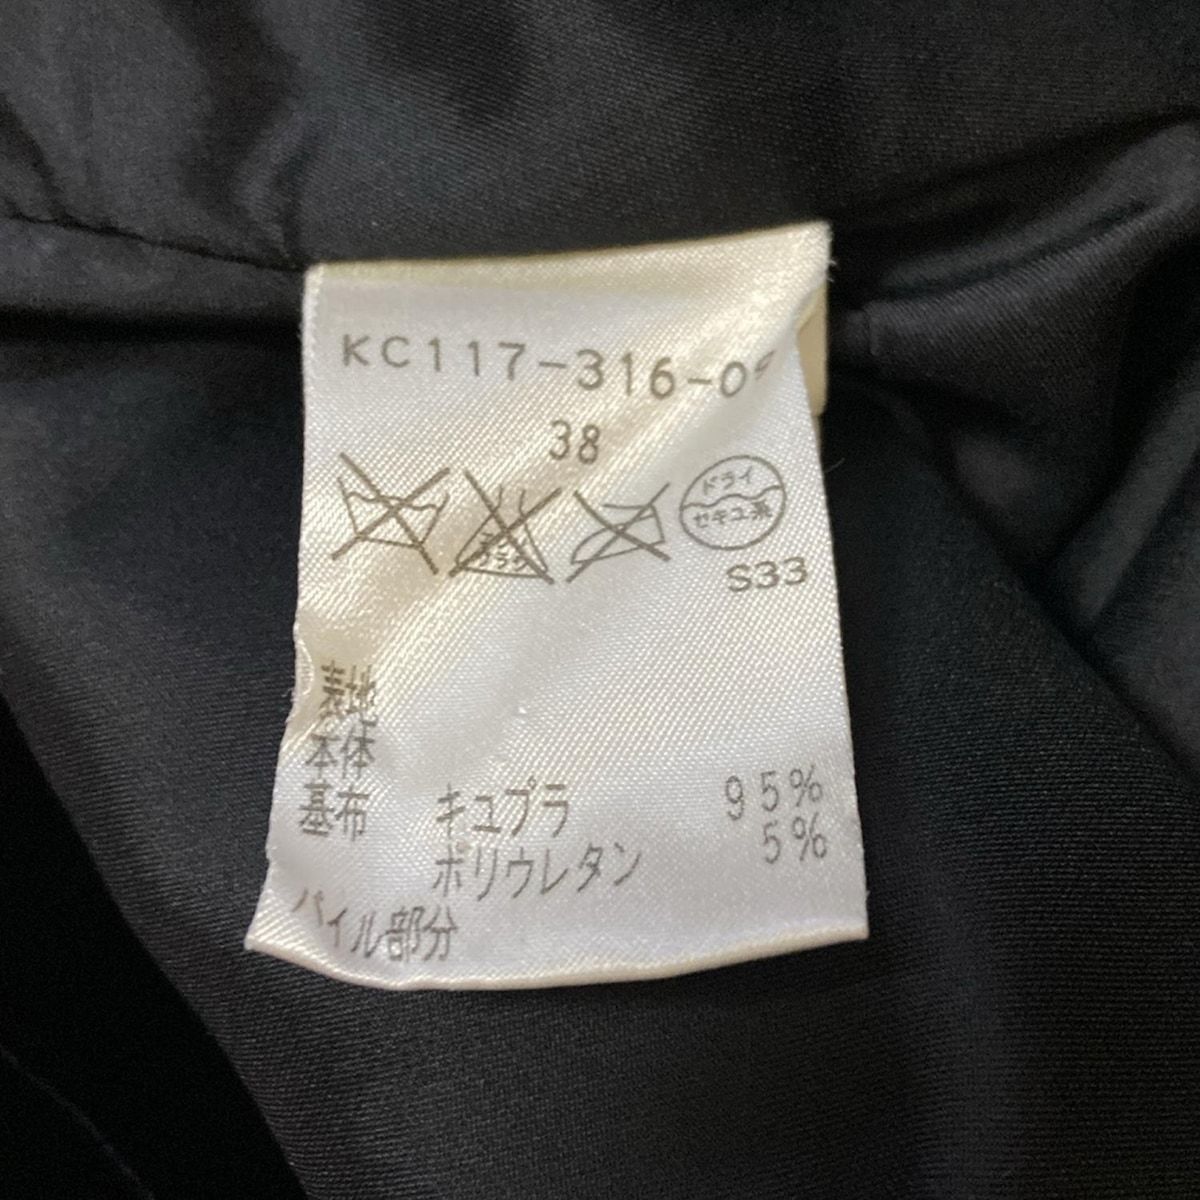 KC117-316-0
38
ドライ
セキユ系
S33
表地
本体
基布 キュプラ 95%
ポリウレタン 5%
パイル部分